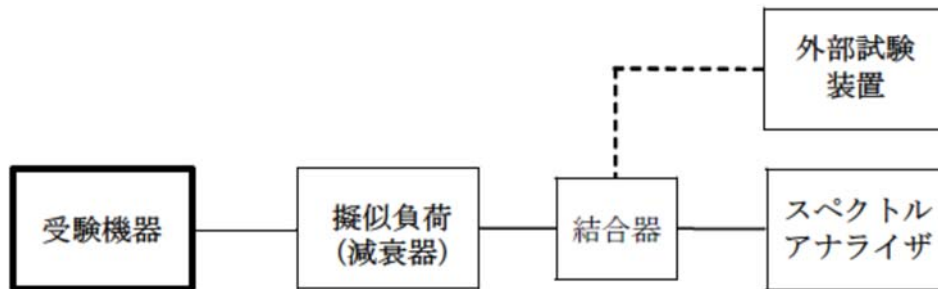 外部試験
装置
受験機器
擬似負荷
(減衰器)
結合器
スペクトル
アナライザ